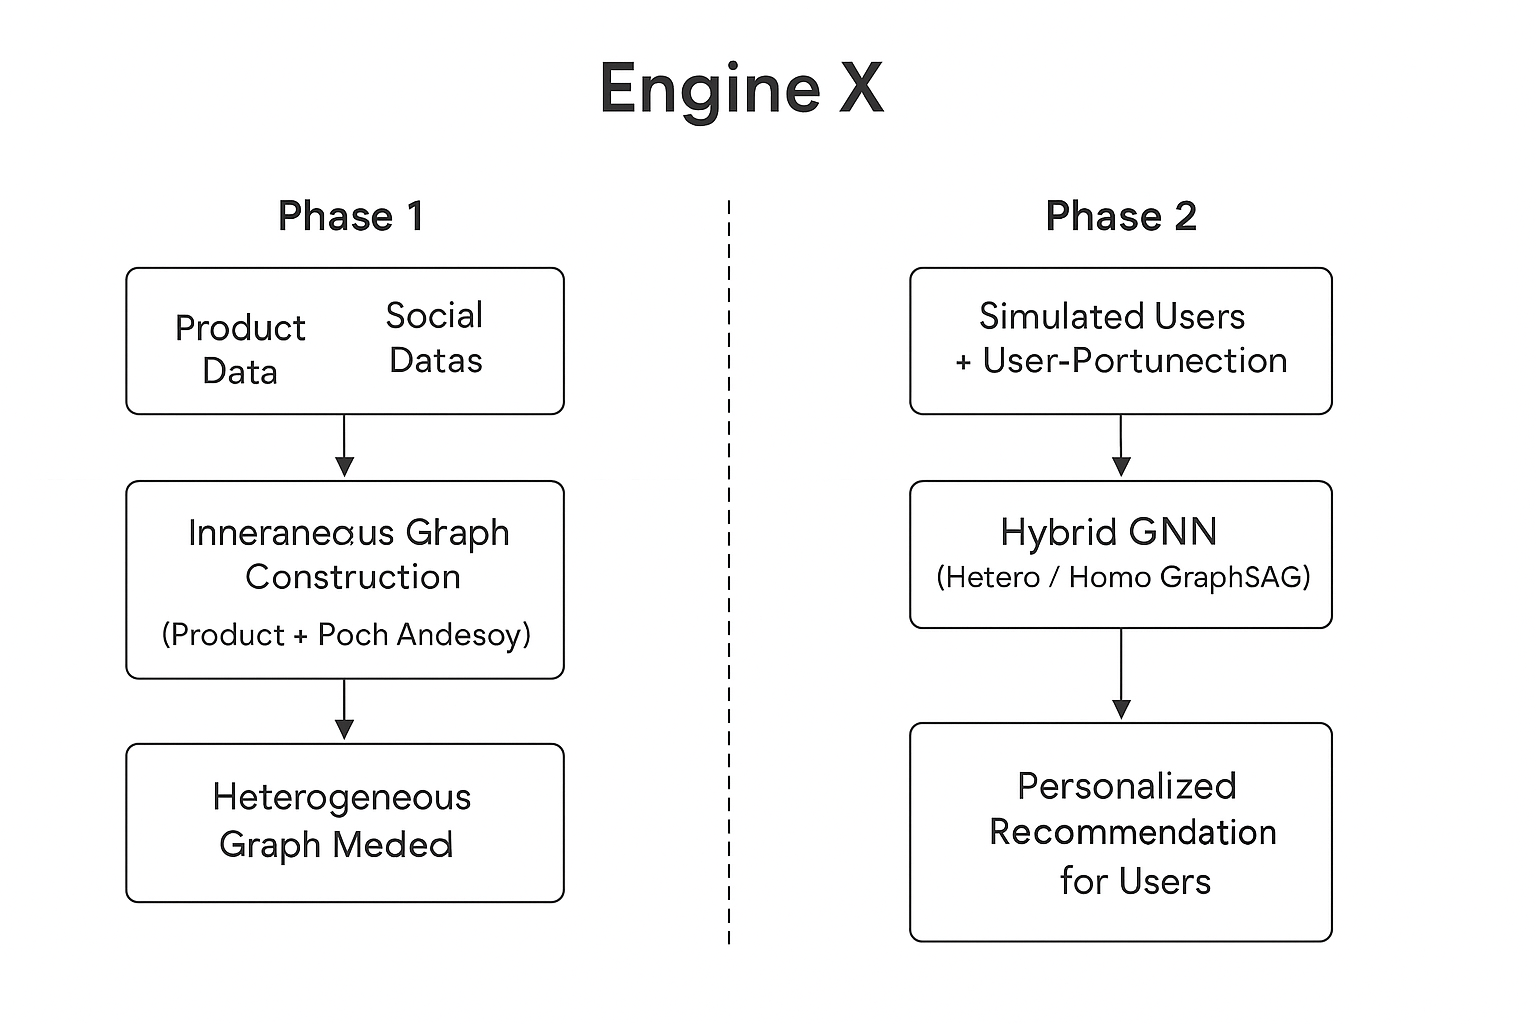 Engine X
Phase 1
Product
Data
Social
Datas
Inneraneous Graph
Construction
(Product + Poch Andesoy)
Heterogeneous
Graph Meded
Phase 2
Simulated Users
+ User-Portunection
Hybrid GNN
(Hetero / Homo GraphSAG)
Personalized
Recommendation
for Users